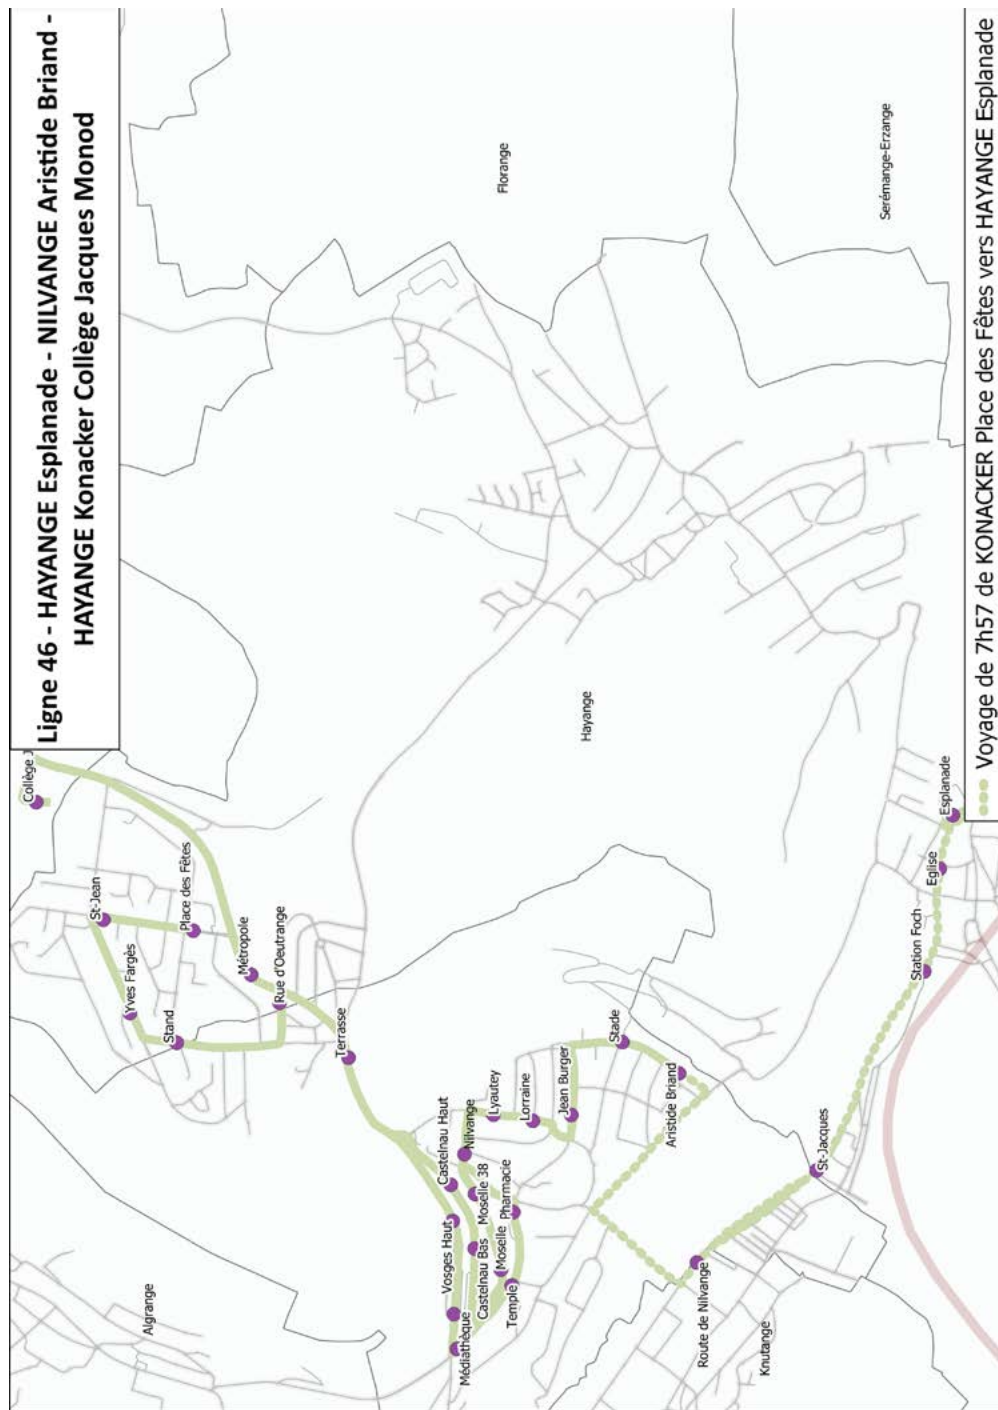 Ligne 46 - HAYANGE Esplanade - NILVANGE Aristide Briand -
HAYANGE Konacker Collège Jacques Monod
Algrange
Médiathèque
Vosges Haut
Castelnau Haut
Castelnau Bas
Moselle 38
Nilvange
Moselle
Temple
Pharmacie
Lyautey
Lorraine
Jean Burger
Stade
Aristide Briand
Route de Nilvange
Knutange
St-Jacques
Station Foch
Eglise
Esplanade
Terrasse
Rue d'Oeutrange
Métropole
Stand
Yves Fargès
St-Jean
Place des Fêtes
Collège J
Hayange
Florange
Serémange-Erzange
Voyage de 7h57 de KONACKER Place des Fêtes vers HAYANGE Esplanade